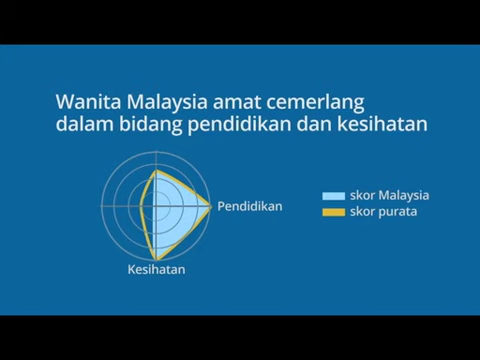 Wanita Malaysia amat cemerlang
dalam bidang pendidikan dan kesihatan
skor Malaysia
Pendidikan
skor purata
Kesihatan